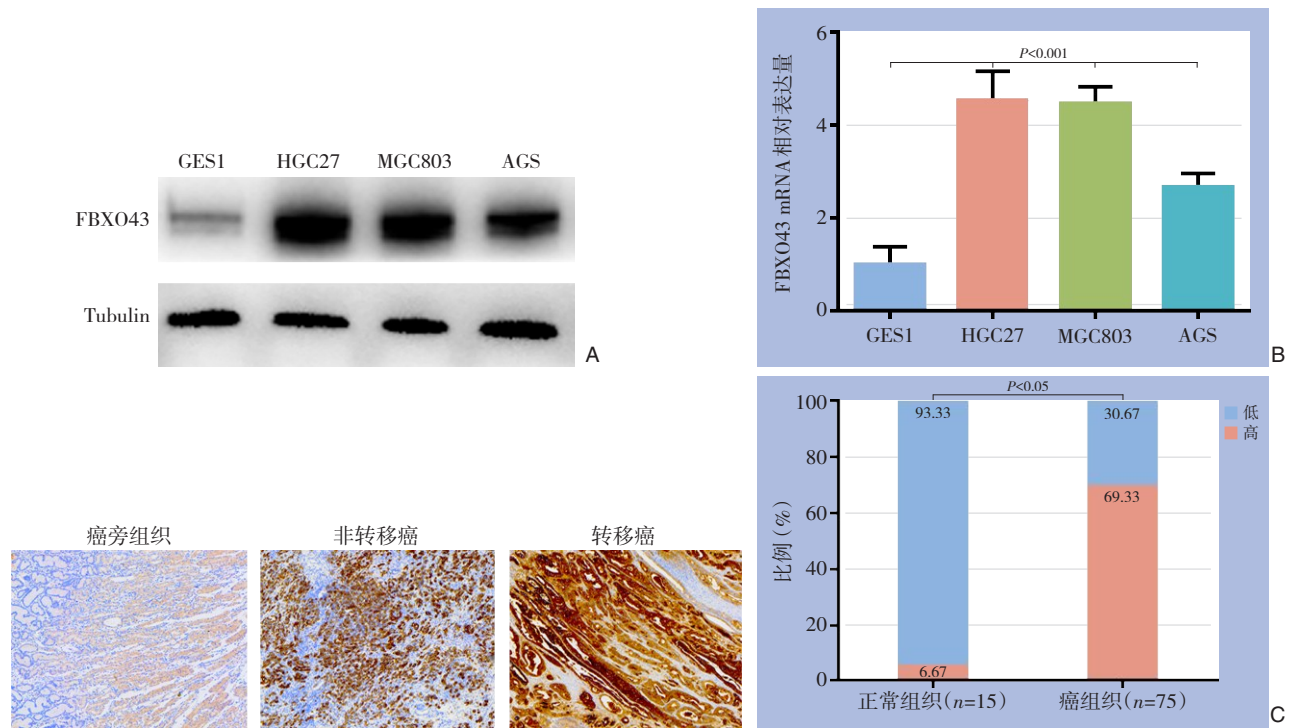 GES1 HGC27 MGC803 AGS
FBXO43
Tubulin
A
6
4
2
0
FBXO43 mRNA 相对表达量
P<0.001
GES1 HGC27 MGC803 AGS
B
癌旁组织 非转移癌 转移癌
100
80
60
40
20
0
比例(%)
P<0.05
93.33 30.67
69.33
6.67
正常组织(n=15) 癌组织(n=75)
低
高
C